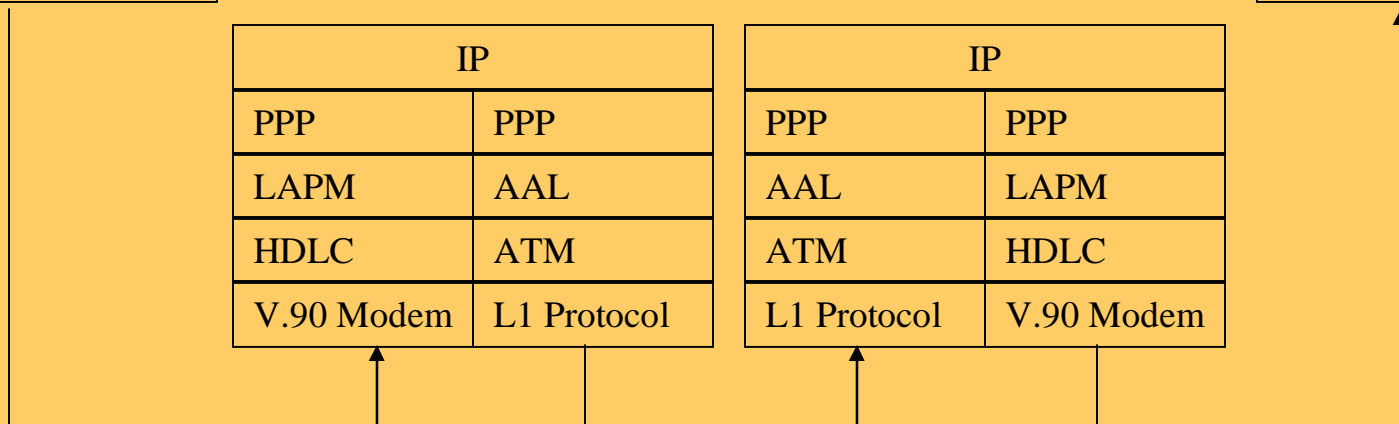 IP IP
PPP PPP PPP PPP
LAPM AAL AAL LAPM
HDLC ATM ATM HDLC
V.90 Modem L1 Protocol L1 Protocol V.90 Modem